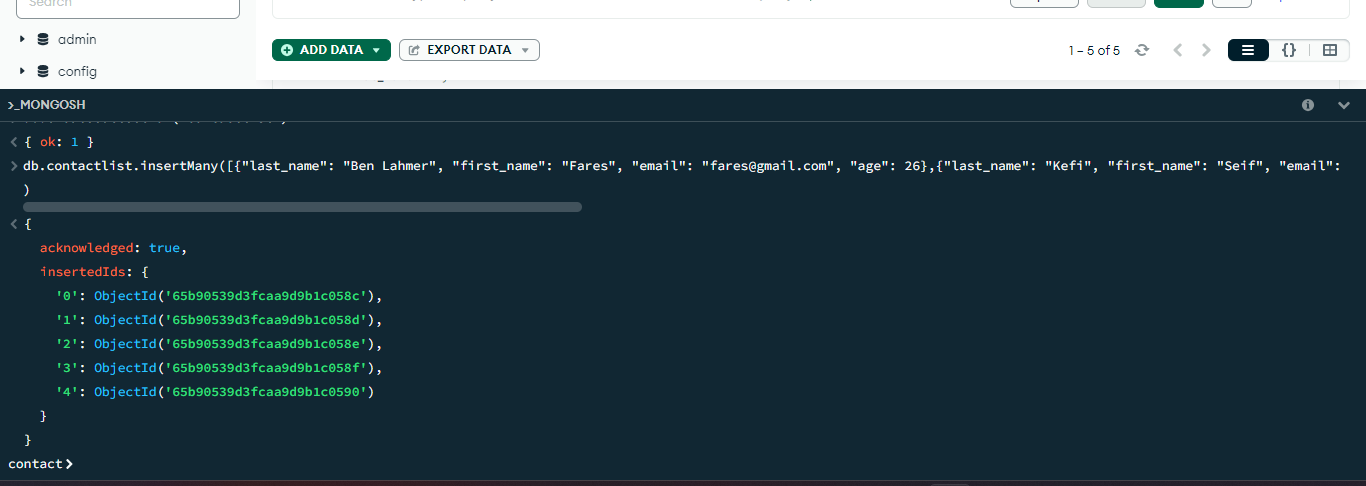 Search
admin
config
ADD DATA
EXPORT DATA
1 – 5 of 5
{}
>_MONGOSH
{ ok: 1 }
db.contactlist.insertMany([{"last_name": "Ben Lahmer", "first_name": "Fares", "email": "fares@gmail.com", "age": 26},{"last_name": "Kefi", "first_name": "Seif", "email":
)
{
acknowledged: true,
insertedIds: {
'0': ObjectId('65b90539d3fcaa9d9b1c058c'),
'1': ObjectId('65b90539d3fcaa9d9b1c058d'),
'2': ObjectId('65b90539d3fcaa9d9b1c058e'),
'3': ObjectId('65b90539d3fcaa9d9b1c058f'),
'4': ObjectId('65b90539d3fcaa9d9b1c0590')
}
}
contact>